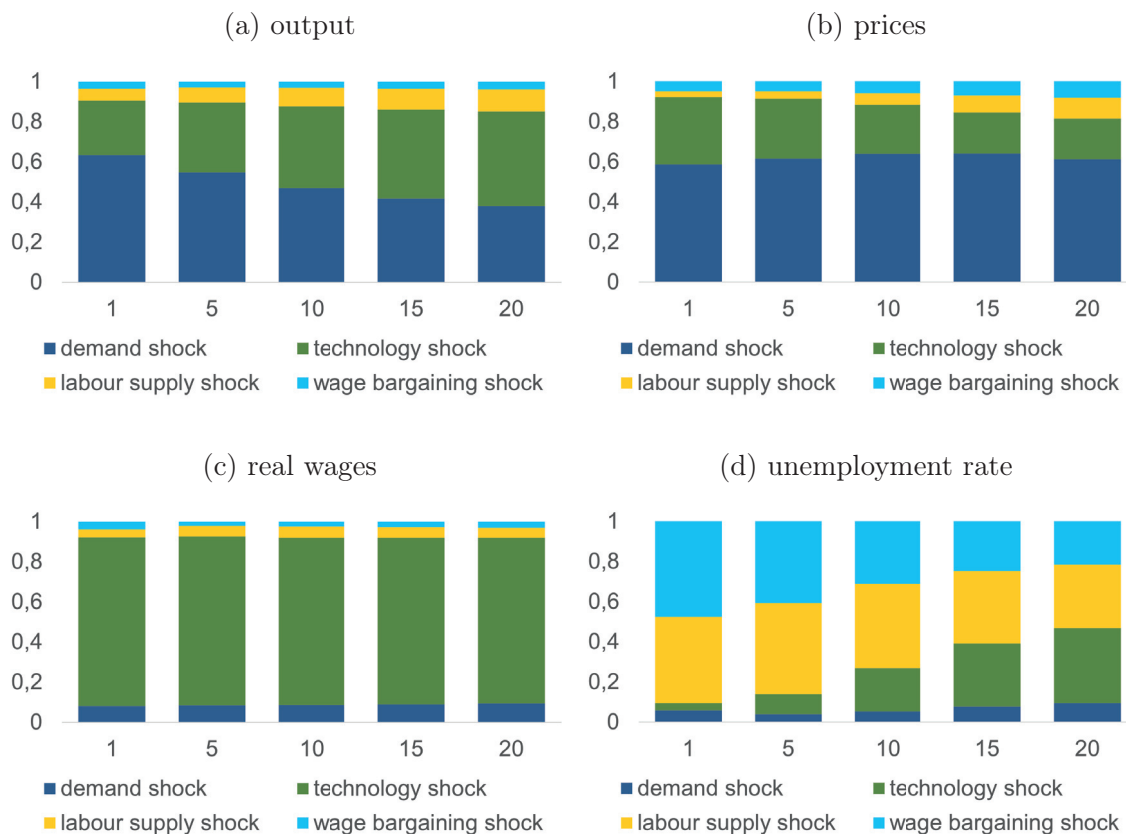 (a) output
1
0,8
0,6
0,4
0,2
0
1 5 10 15 20
demand shock technology shock
labour supply shock wage bargaining shock
(b) prices
1
0,8
0,6
0,4
0,2
0
1 5 10 15 20
demand shock technology shock
labour supply shock wage bargaining shock
(c) real wages
1
0,8
0,6
0,4
0,2
0
1 5 10 15 20
demand shock technology shock
labour supply shock wage bargaining shock
(d) unemployment rate
1
0,8
0,6
0,4
0,2
0
1 5 10 15 20
demand shock technology shock
labour supply shock wage bargaining shock